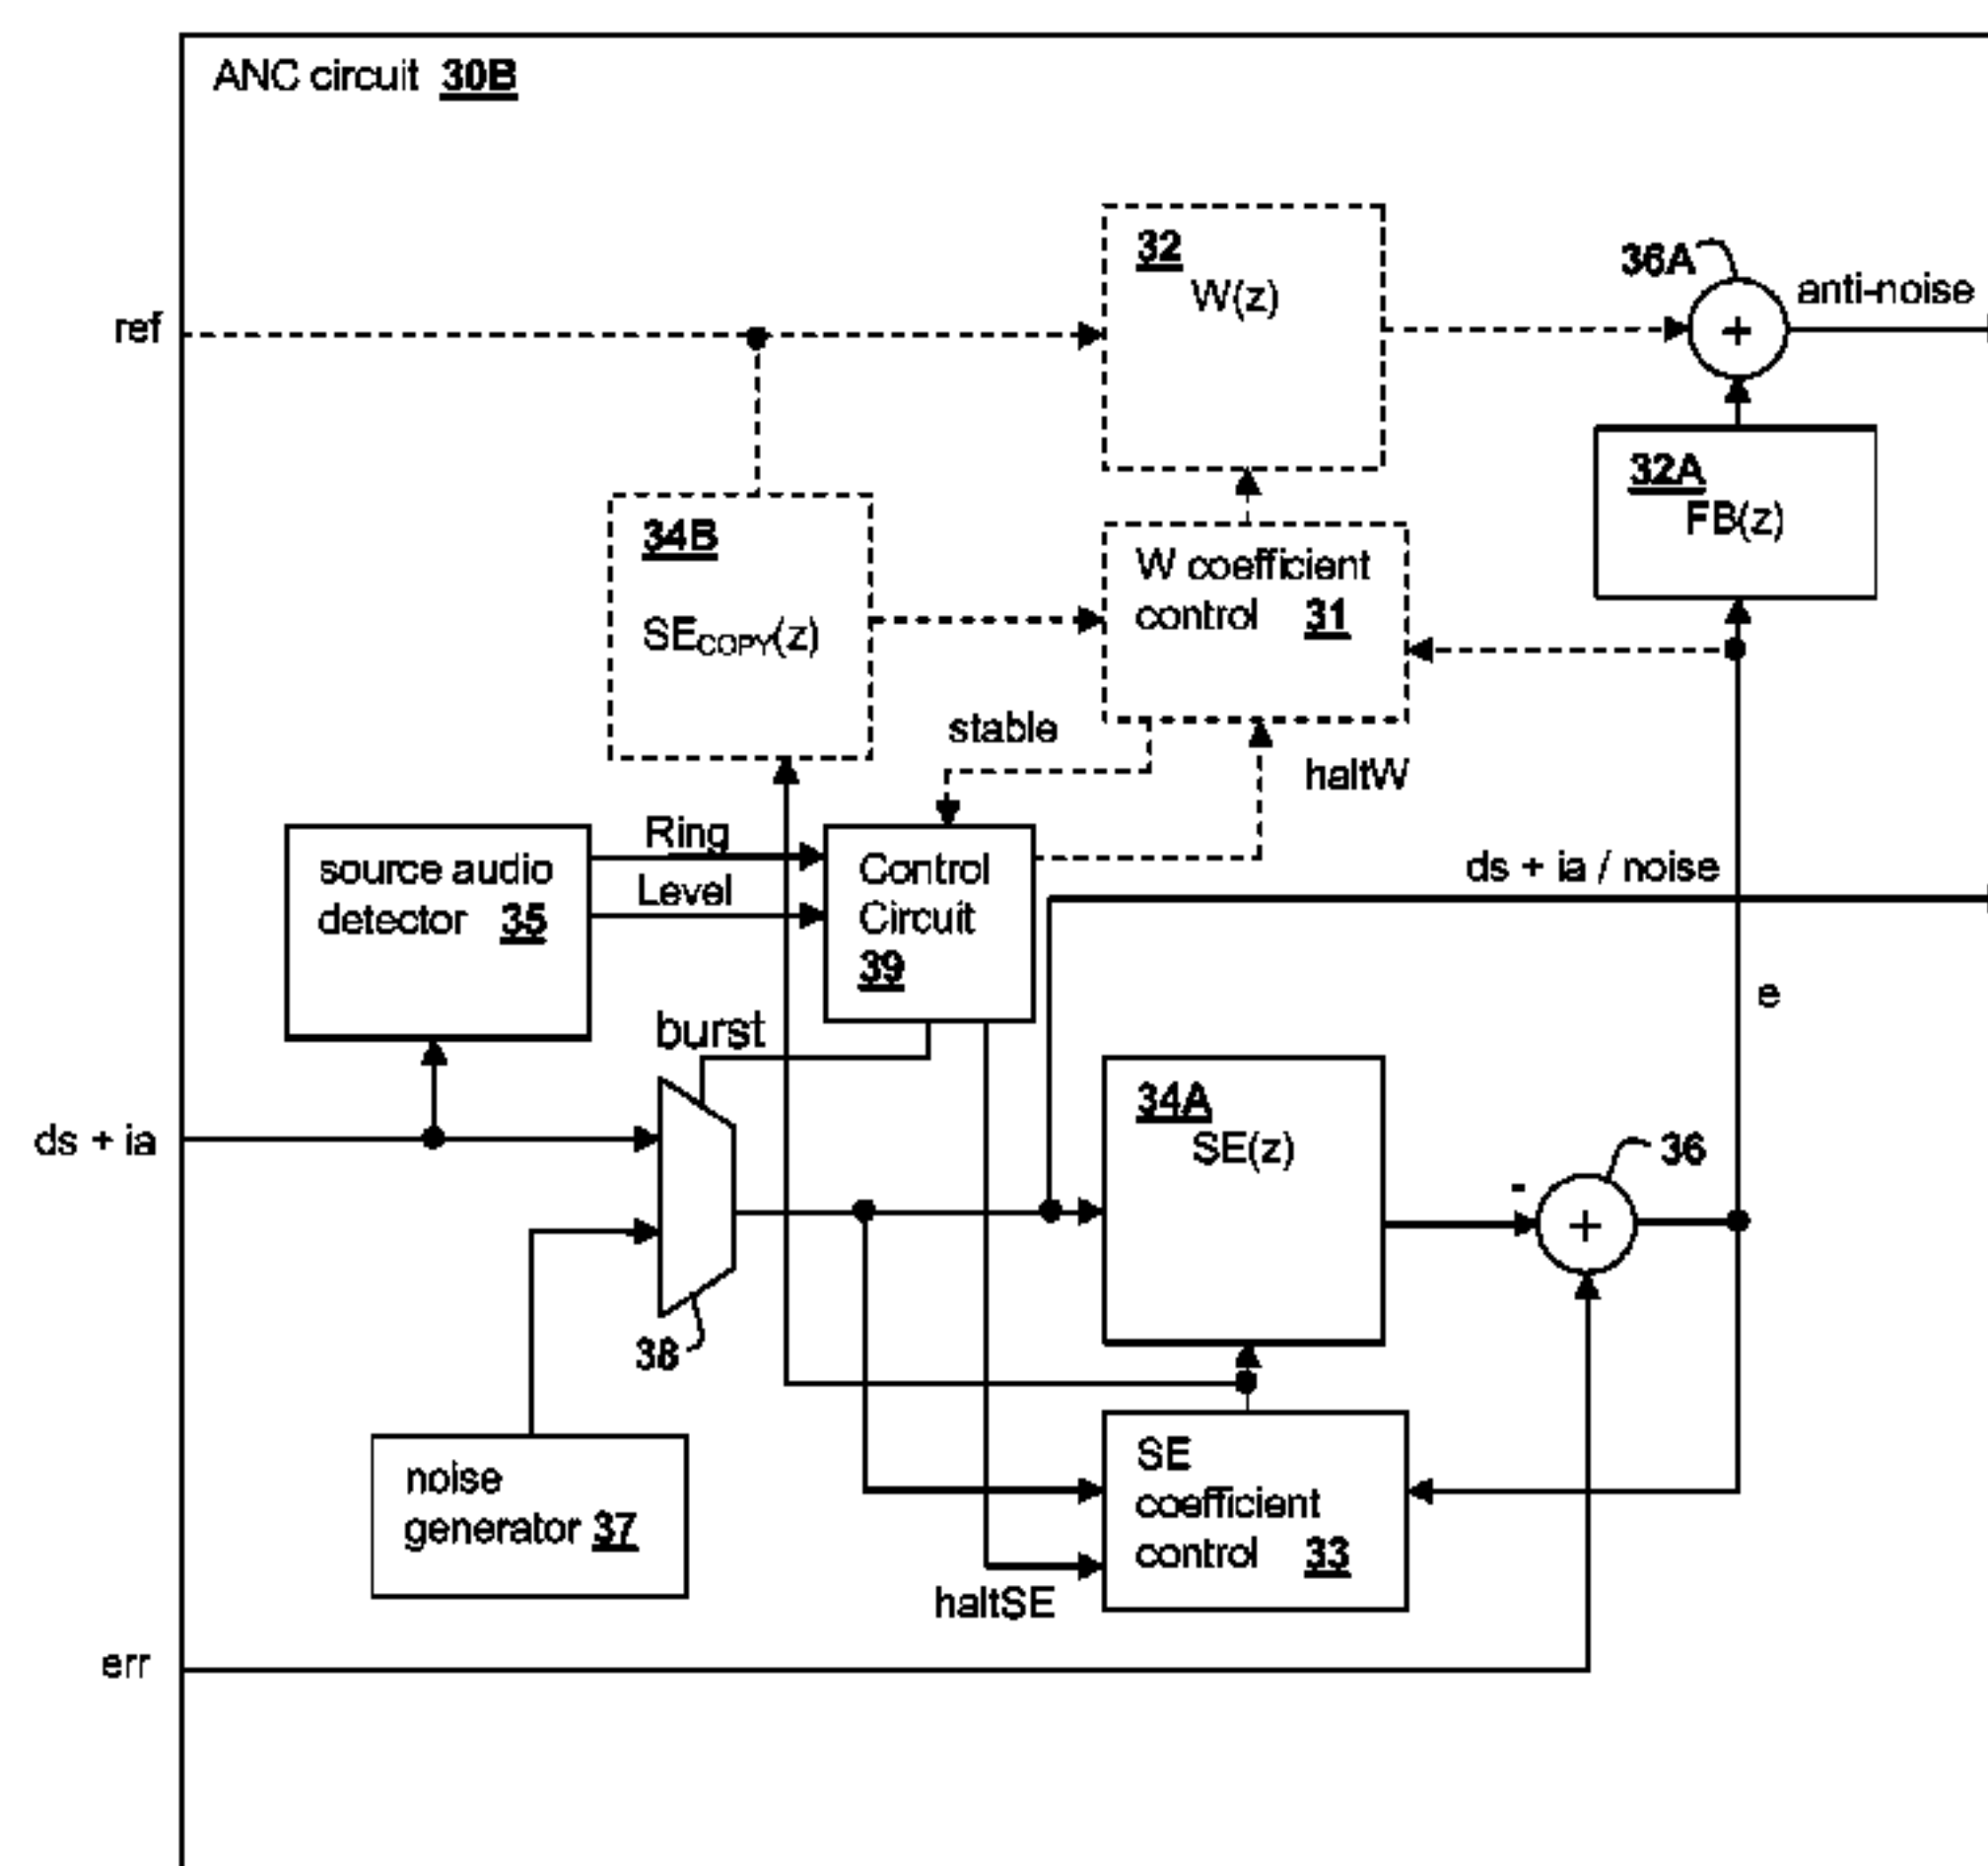 ANC circuit 30B
32
W(z)
36A
anti-noise
+
ref
32A
FB(z)
34B
SECOPY(z)
W coefficient
control 31
stable
haltW
Ring
Level
source audio
detector 35
Control
Circuit
39
ds + ia / noise
e
burst
34A
SE(z)
ds + ia
36
-
+
38
SE
coefficient
control 33
noise
generator 37
haltSE
err